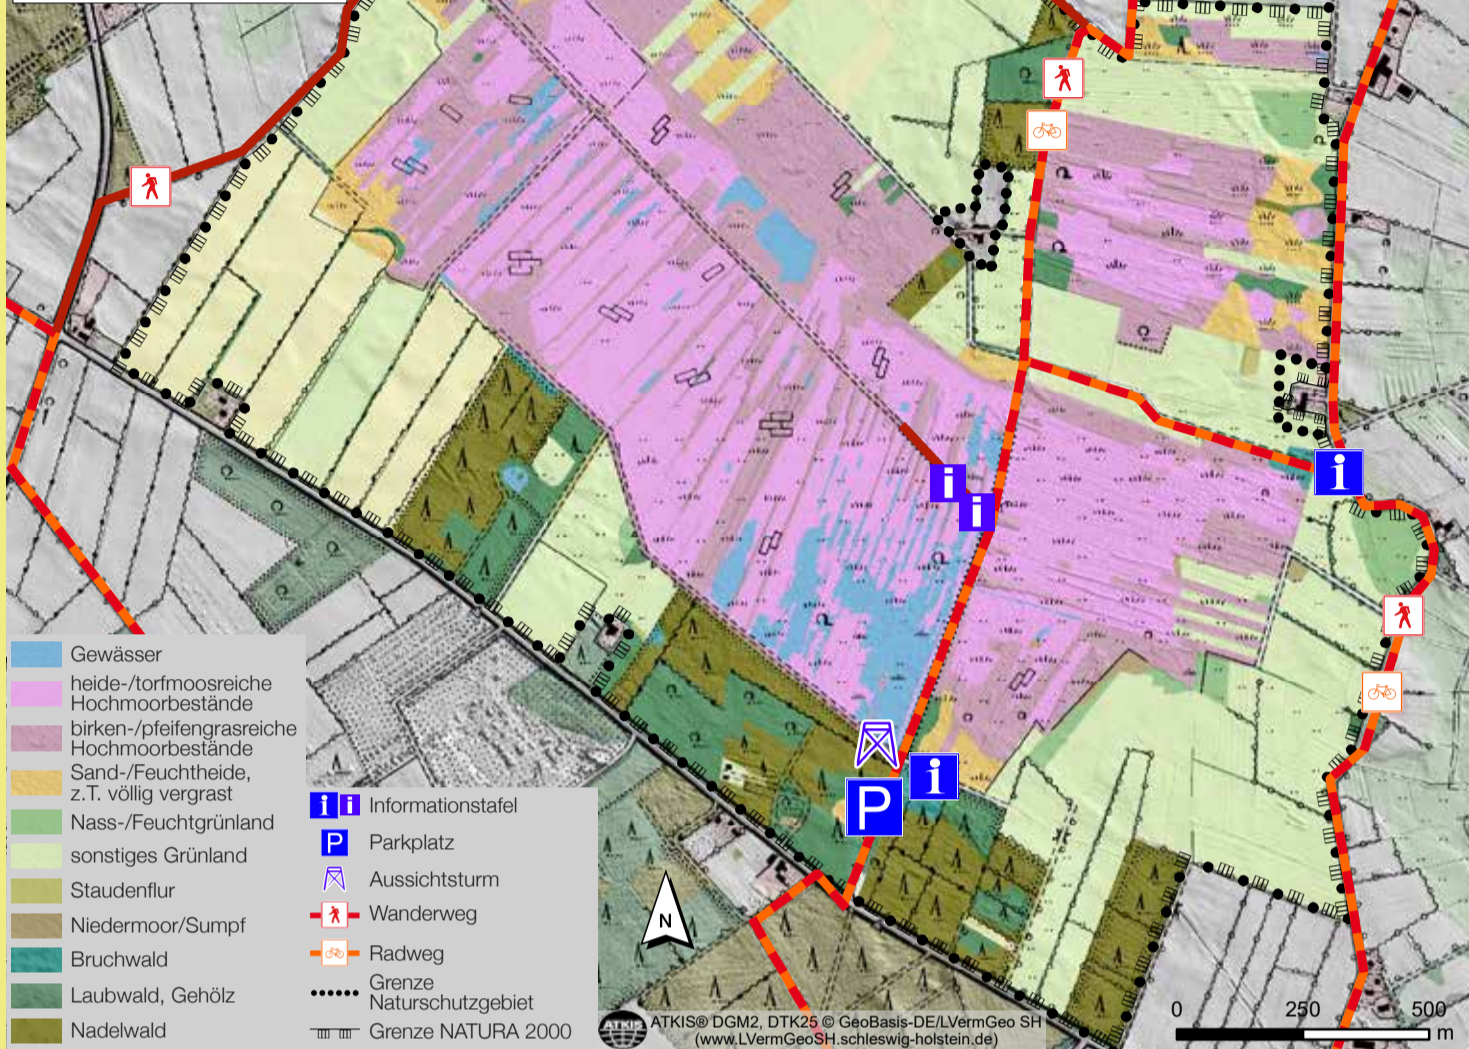 i
i
i
P
i
Gewässer
heide-/torfmoosreiche
Hochmoorbestände
birken-/pfeifengrasreiche
Hochmoorbestände
Sand-/Feuchtheide,
z.T. völlig vergrast
Nass-/Feuchtgrünland
sonstiges Grünland
Staudenflur
Niedermoor/Sumpf
Bruchwald
Laubwald, Gehölz
Nadelwald
i i Informationstafel
P Parkplatz
Aussichtsturm
Wanderweg
Radweg
Grenze
Naturschutzgebiet
Grenze NATURA 2000
N
ATKIS
ATKIS® DGM2, DTK25 © GeoBasis-DE/LVermGeo SH
(www.LVermGeoSH.schleswig-holstein.de)
0 250 500
m